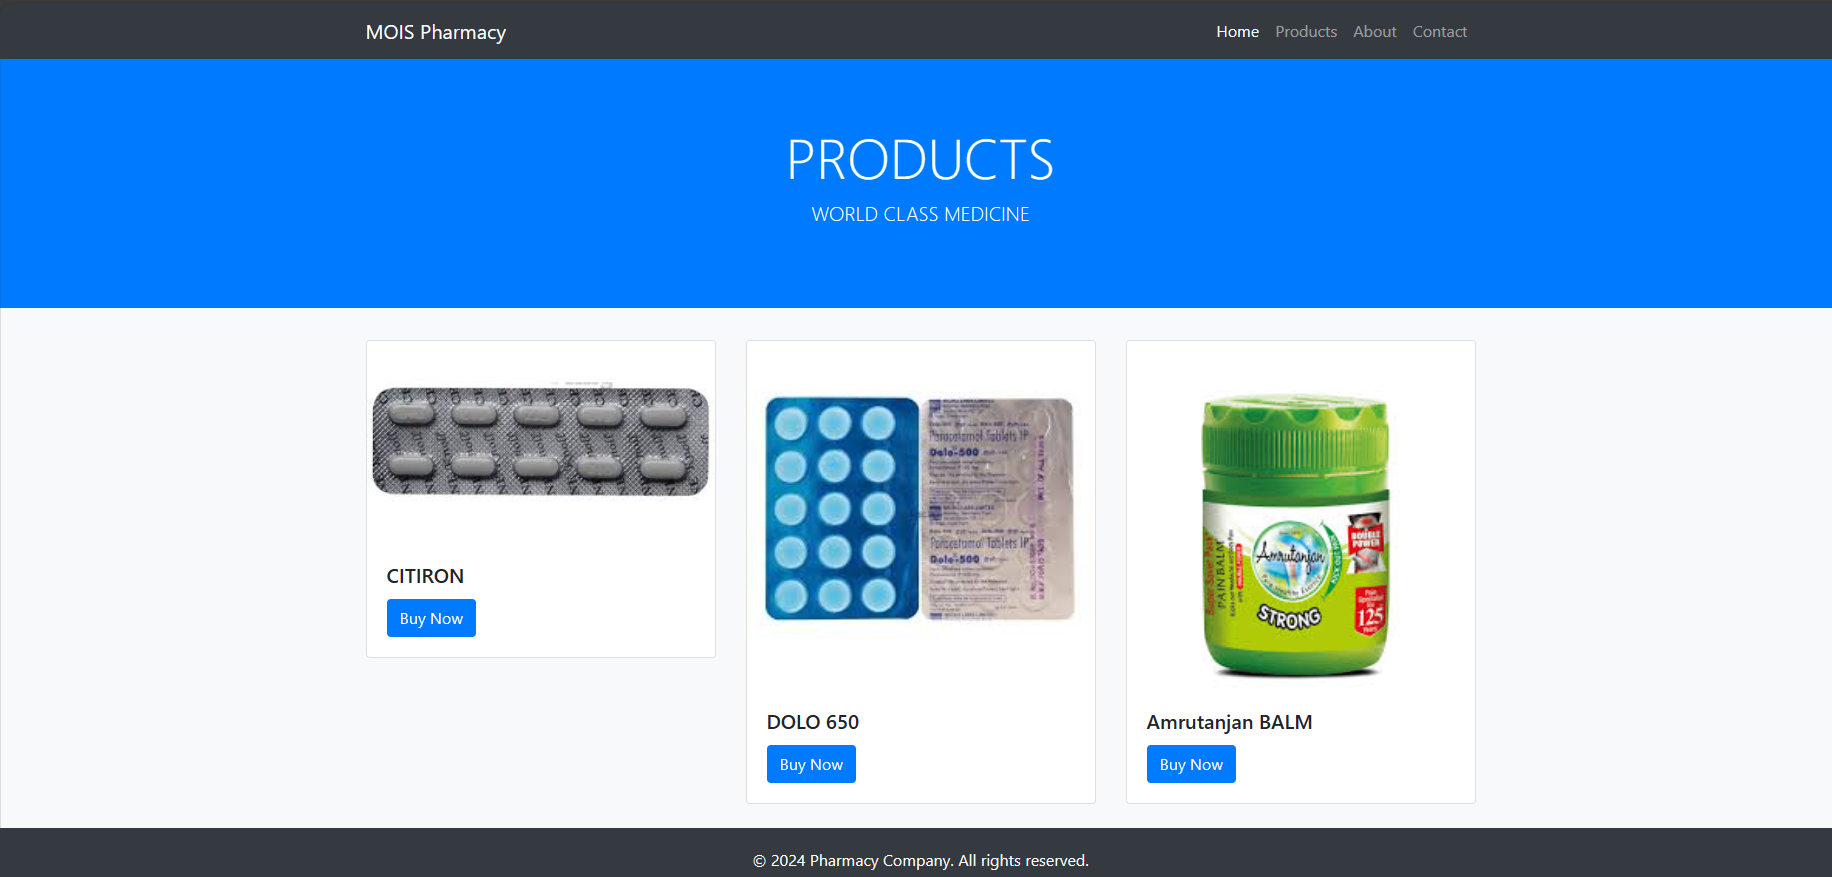 MOIS Pharmacy
Home Products About Contact
PRODUCTS
WORLD CLASS MEDICINE
CITIRON
Buy Now
Paracetamol Tablets IP
Dolo-500
Paracetamol Tablets IP
Dolo-500
DOLO 650
Buy Now
DOUBLE
POWER
Amrutanjan
PAIN BALM
STRONG
125
Years
Amrutanjan BALM
Buy Now
© 2024 Pharmacy Company. All rights reserved.